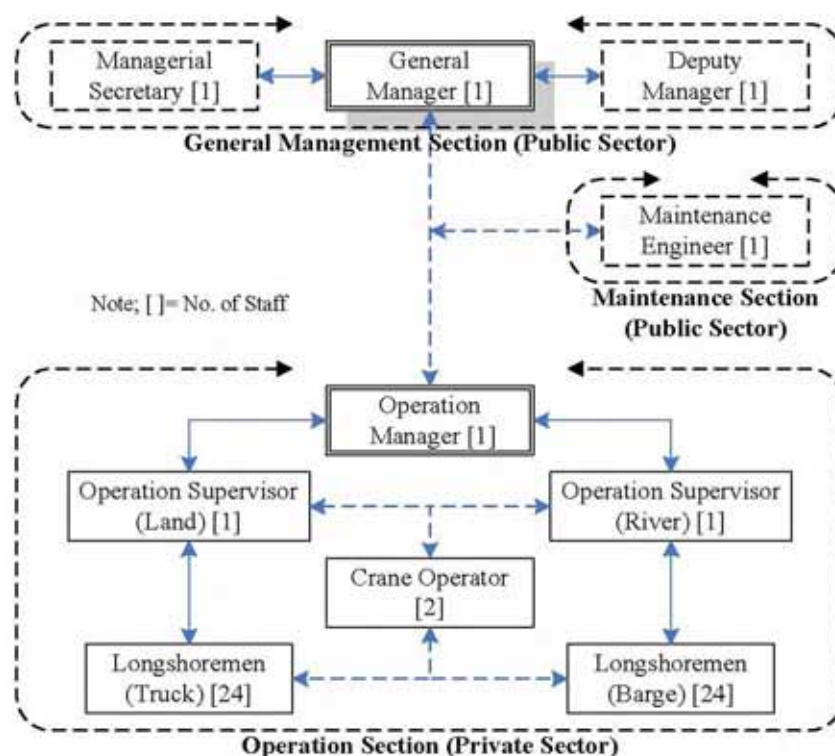 Managerial
Secretary [1]
General
Manager [1]
Deputy
Manager [1]
General Management Section (Public Sector)
Maintenance
Engineer [1]
Note; [ ]= No. of Staff
Maintenance Section
(Public Sector)
Operation
Manager [1]
Operation Supervisor
(Land) [1]
Operation Supervisor
(River) [1]
Crane Operator
[2]
Longshoremen
(Truck) [24]
Longshoremen
(Barge) [24]
Operation Section (Private Sector)